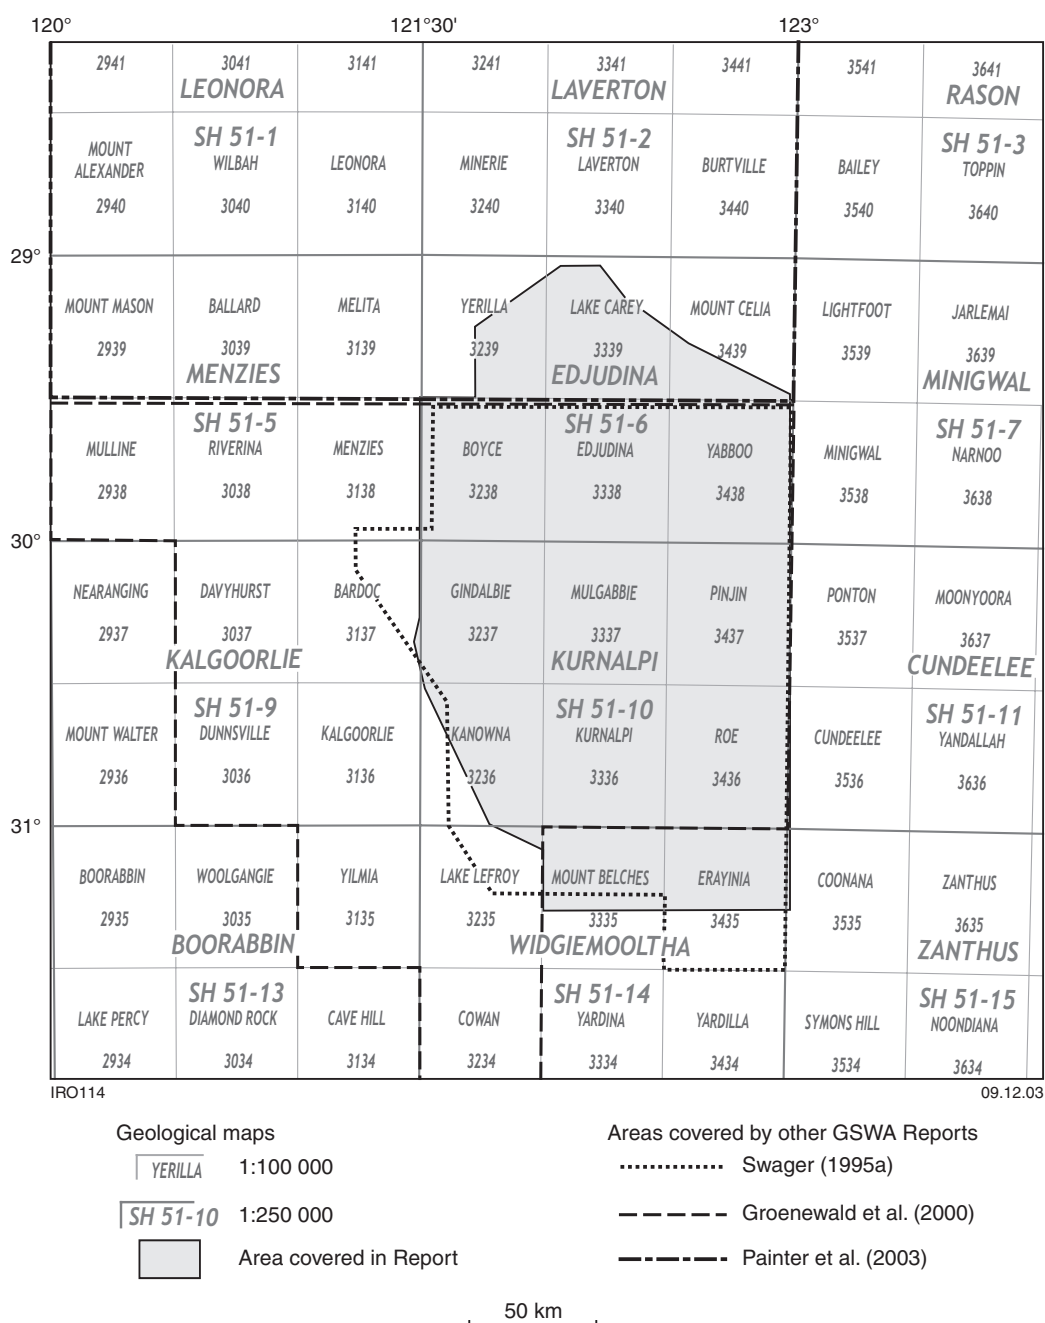 120° 121°30' 123°
2941 3041 3141 3241 3341 3441 3541 3641
LEONORA LAVERTON RASON
SH 51-1 SH 51-2 SH 51-3
MOUNT ALEXANDER WILBAH LEONORA MINERIE LAVERTON BURTVILLE BAILEY TOPPIN
2940 3040 3140 3240 3340 3440 3540 3640
29°
MOUNT MASON BALLARD MELITA YERILLA LAKE CAREY MOUNT CELIA LIGHTFOOT JARLEMAI
2939 3039 3139 3239 3339 3439 3539 3639
MENZIES EDJUDINA MINIGWAL
SH 51-5 SH 51-6 SH 51-7
MULLINE RIVERINA MENZIES BOYCE EDJUDINA YABBOO MINIGWAL NARNOO
2938 3038 3138 3238 3338 3438 3538 3638
30°
NEARANGING DAVYHURST BARDOC GINDALBIE MULGABBIE PINJIN PONTON MOONYOORA
2937 3037 3137 3237 3337 3437 3537 3637
KALGOORLIE KURNALPI CUNDEELEE
SH 51-9 SH 51-10 SH 51-11
MOUNT WALTER DUNNSVILLE KALGOORLIE KANOWNA KURNALPI ROE CUNDEELEE YANDALLAH
2936 3036 3136 3236 3336 3436 3536 3636
31°
BOORABBIN WOOLGANGIE YILMIA LAKE LEFROY MOUNT BELCHES ERAYINIA COONANA ZANTHUS
2935 3035 3135 3235 3335 3435 3535 3635
BOORABBIN WIDGIEMOOLTHA ZANTHUS
SH 51-13 SH 51-14 SH 51-15
LAKE PERCY DIAMOND ROCK CAVE HILL COWAN YARDINA YARDILLA SYMONS HILL NOONDIANA
2934 3034 3134 3234 3334 3434 3534 3634
IRO114 09.12.03
Geological maps
YERILLA 1:100 000
SH 51-10 1:250 000
Area covered in Report
Areas covered by other GSWA Reports
Swager (1995a)
Groenewald et al. (2000)
Painter et al. (2003)
50 km